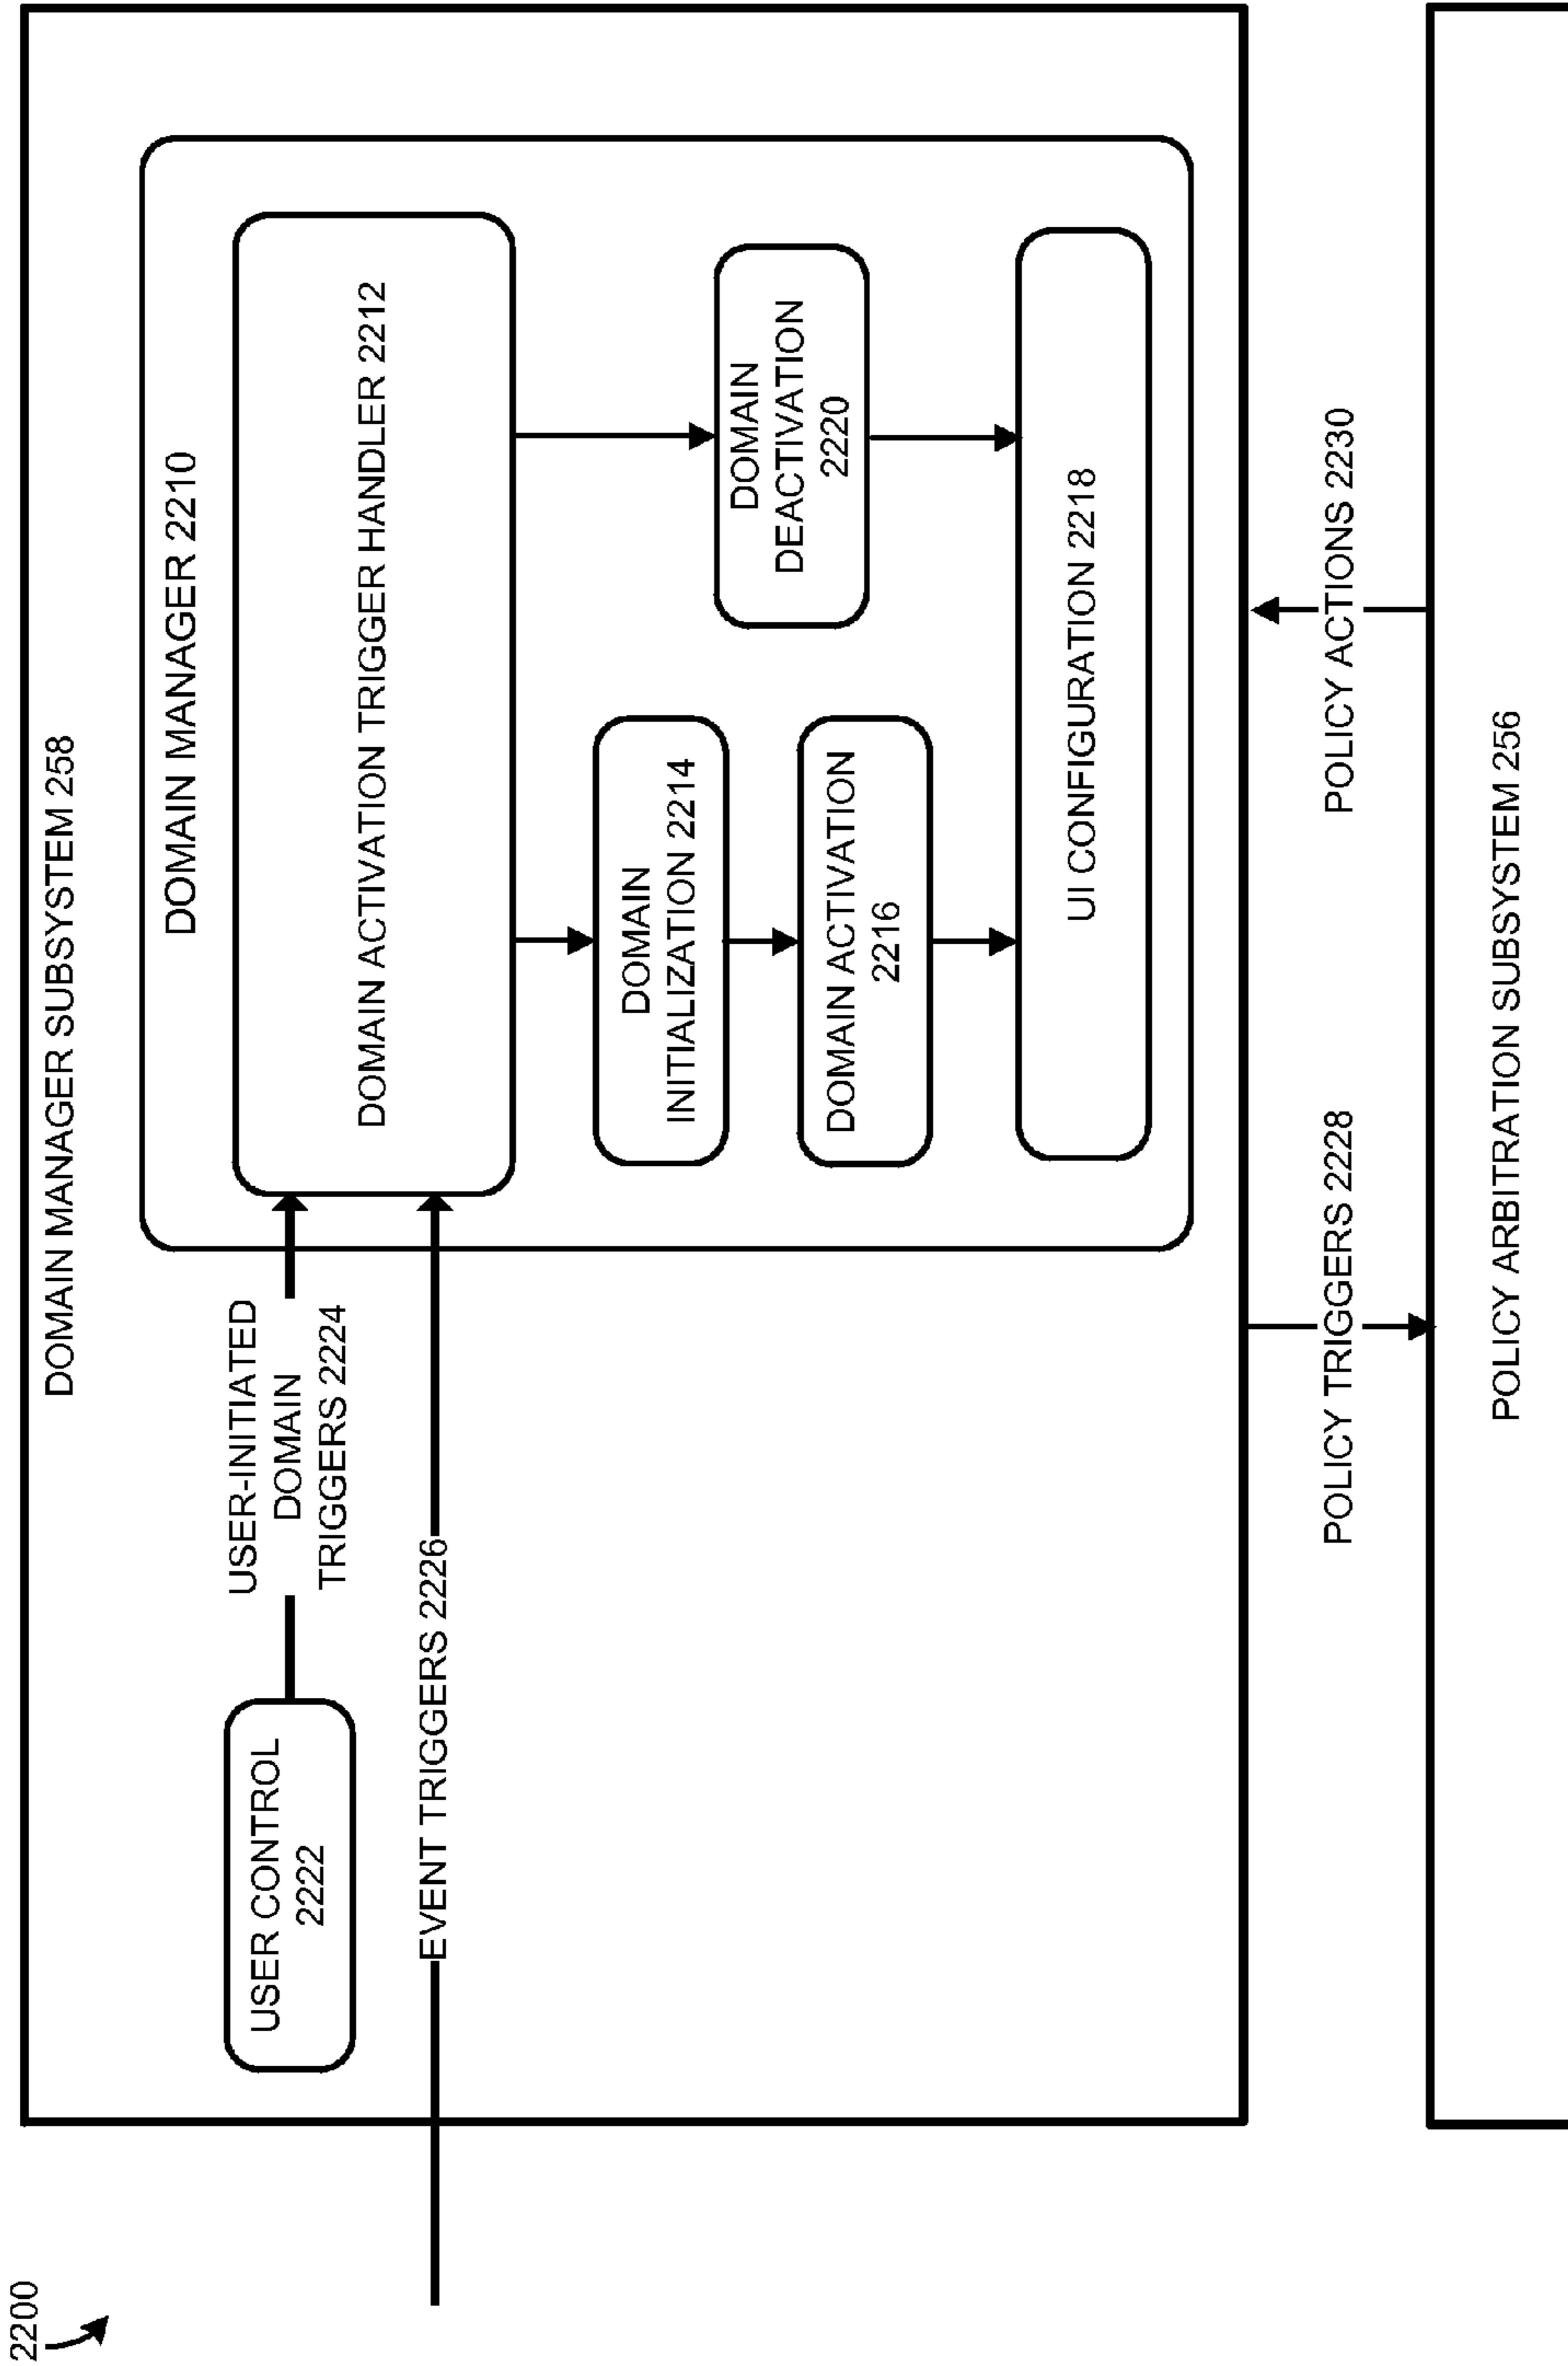 2200
DOMAIN MANAGER SUBSYSTEM 258
DOMAIN MANAGER 2210
USER CONTROL
2222
USER-INITIATED
DOMAIN
TRIGGERS 2224
EVENT TRIGGERS 2226
DOMAIN ACTIVATION TRIGGER HANDLER 2212
DOMAIN
INITIALIZATION 2214
DOMAIN ACTIVATION
2216
DOMAIN
DEACTIVATION
2220
UI CONFIGURATION 2218
POLICY TRIGGERS 2228
POLICY ACTIONS 2230
POLICY ARBITRATION SUBSYSTEM 256